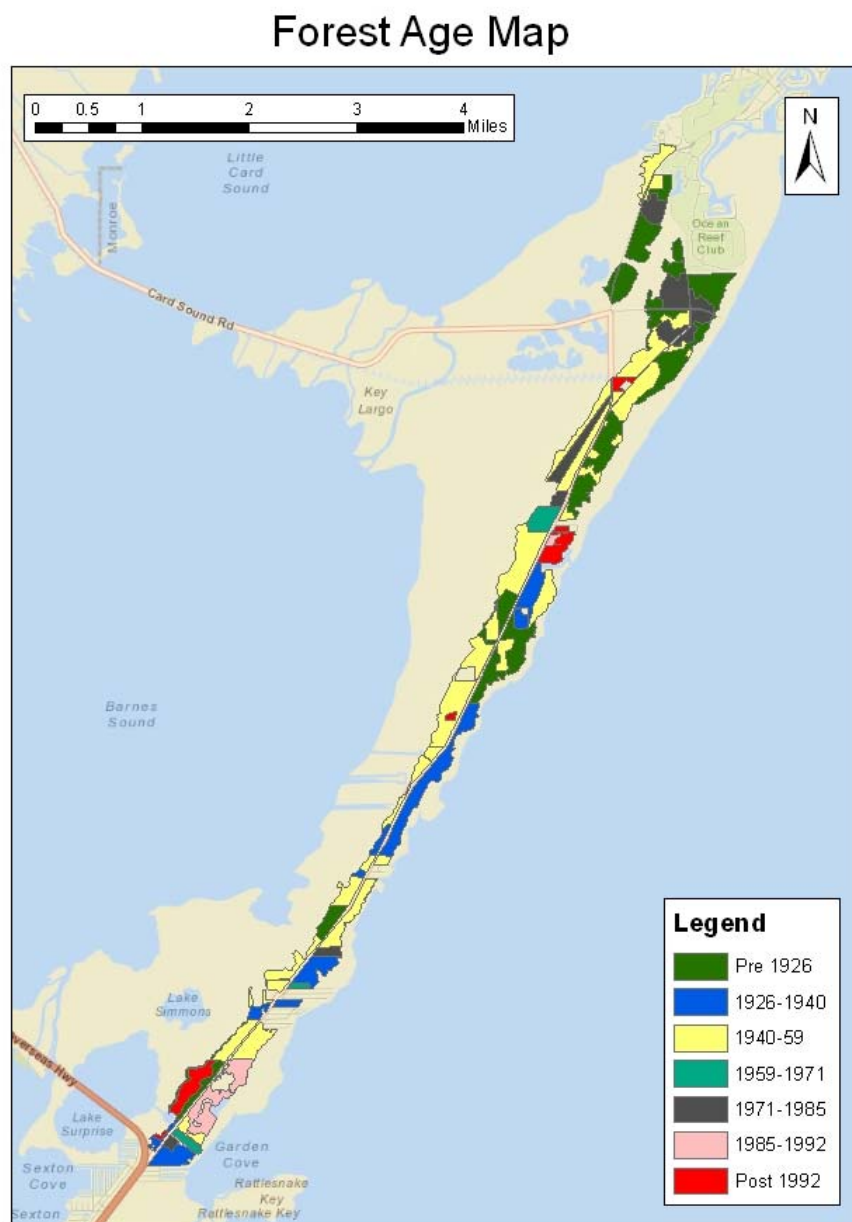 Forest Age Map
0 0.5 1 2 3 4
Miles
N
Little
Card
Sound
Monroe
Ocean
Reef
Club
Card Sound Rd
Key
Largo
Barnes
Sound
Legend
Pre 1926
1926-1940
1940-59
1959-1971
1971-1985
1985-1992
Post 1992
Lake
Simmons
Overseas Hwy
Lake
Surprise
Garden
Cove
Sexton
Cove
Rattlesnake
Key
Rattlesnake Key
Sexton